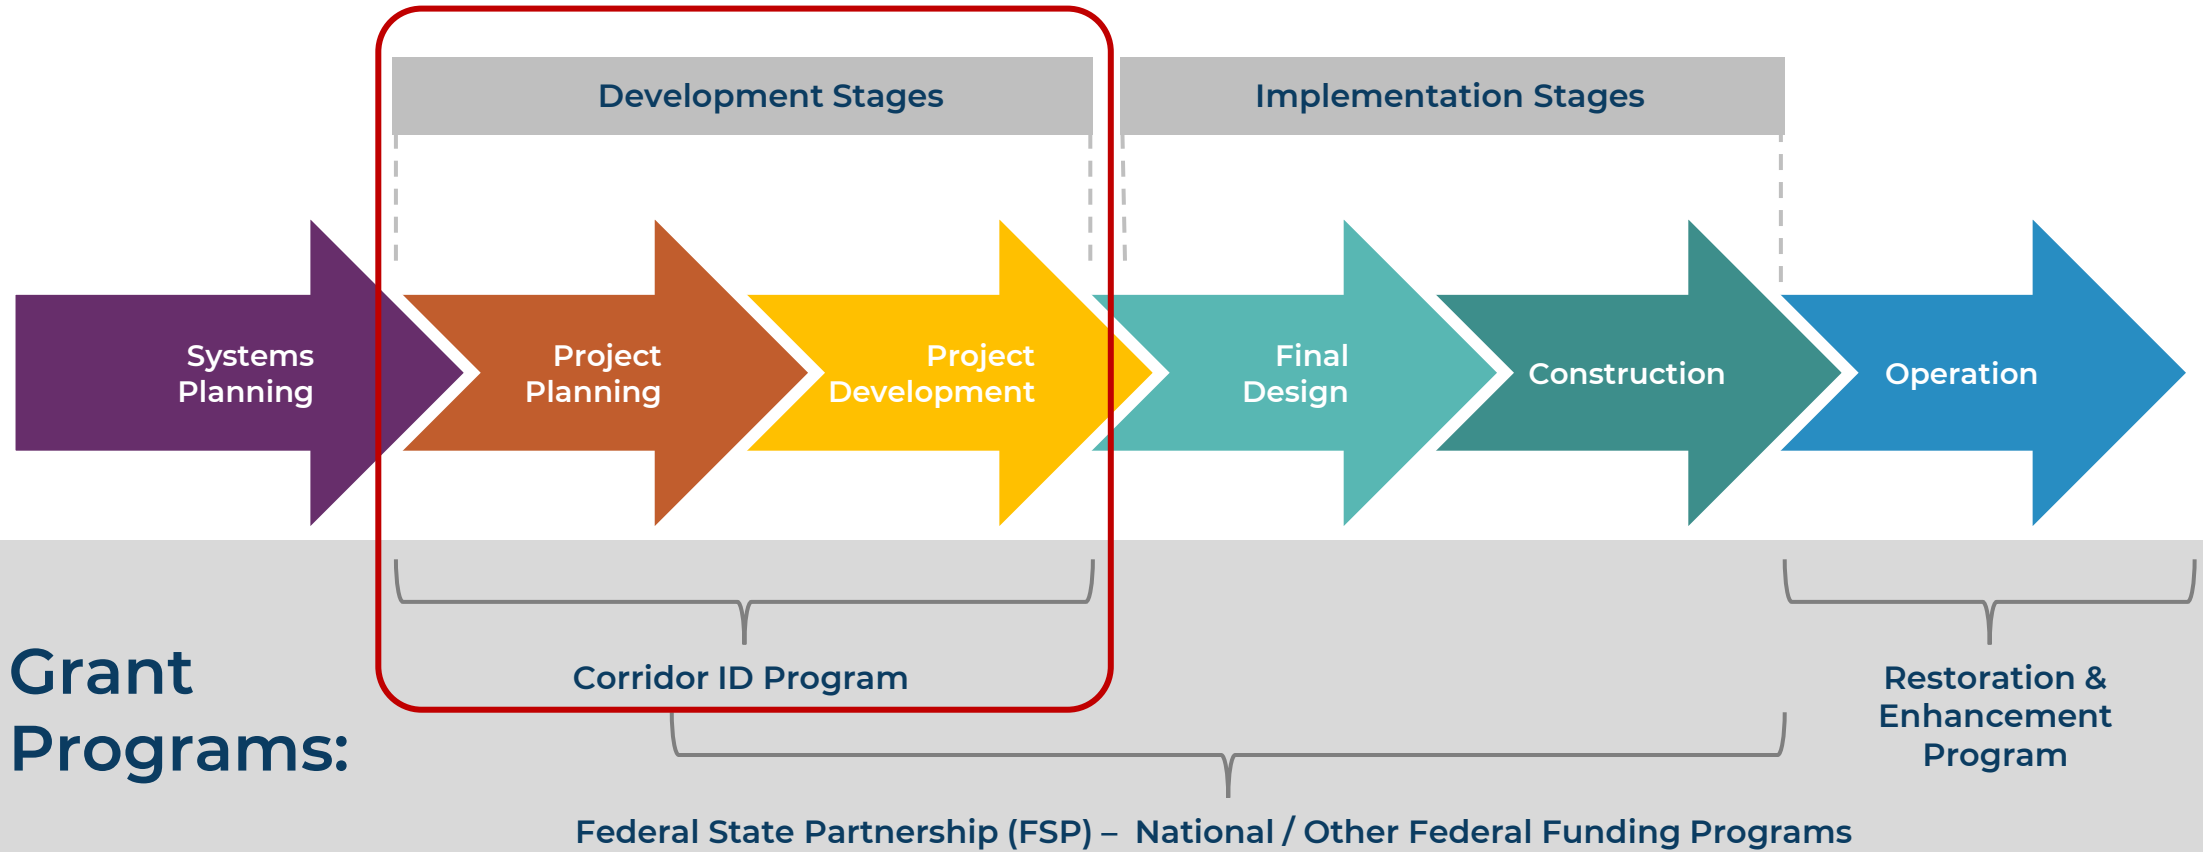 Development Stages
Implementation Stages
Systems
Planning
Project
Planning
Project
Development
Final
Design
Construction
Operation
Grant
Programs:
Corridor ID Program
Restoration &
Enhancement
Program
Federal State Partnership (FSP) –  National / Other Federal Funding Programs